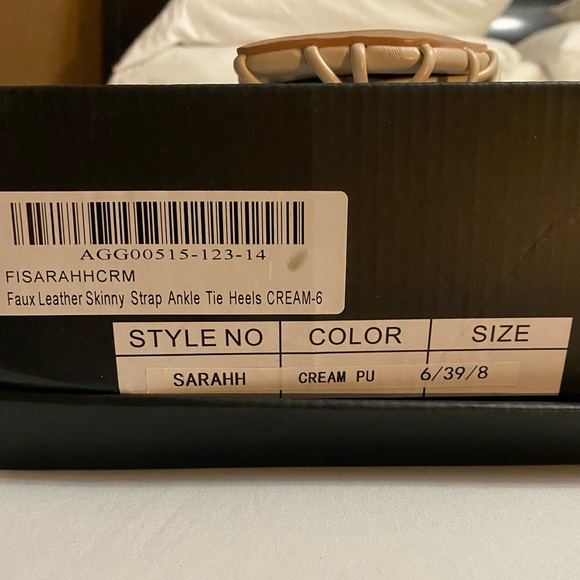 AGG00515-123-14
FISARAHHCRM
Faux Leather Skinny Strap Ankle Tie Heels CREAM-6
STYLE NO COLOR SIZE
SARAHH CREAM PU 6/39/8